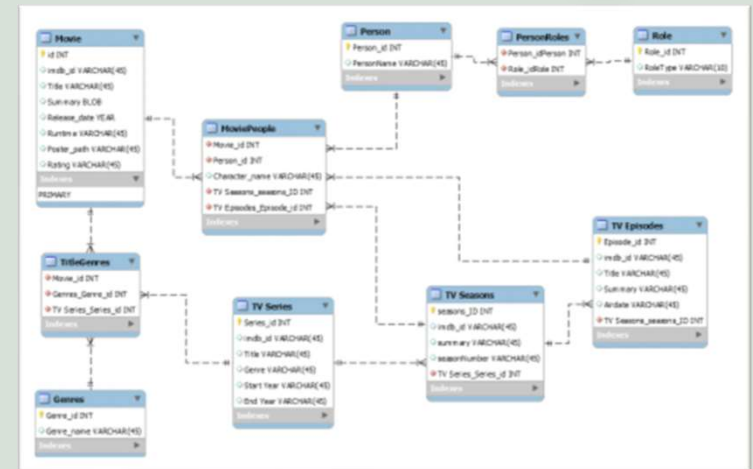 Movie
id INT
imdb_id VARCHAR(45)
Title VARCHAR(45)
Summary BLOB
Release_date YEAR
Runtime VARCHAR(45)
Poster_path VARCHAR(45)
Rating VARCHAR(45)
Indexes
PRIMARY
Person
Person_id INT
PersonName VARCHAR(45)
Indexes
PersonRoles
Person_idPerson INT
Role_idRole INT
Indexes
Role
Role_id INT
RoleType VARCHAR(10)
Indexes
MoviePeople
Movie_id INT
Person_id INT
Character_name VARCHAR(45)
TV Seasons_seasons_ID INT
TV Episodes_Episode_id INT
Indexes
TV Episodes
Episode_id INT
imdb_id VARCHAR(45)
Title VARCHAR(45)
Summary VARCHAR(45)
Airdate VARCHAR(45)
TV Seasons_seasons_ID INT
Indexes
TitleGenres
Movie_id INT
Genres_Genre_id INT
TV Series_Series_id INT
Indexes
TV Series
Series_id INT
imdb_id VARCHAR(45)
Title VARCHAR(45)
Genre VARCHAR(45)
Start Year VARCHAR(45)
End Year VARCHAR(45)
Indexes
TV Seasons
seasons_ID INT
imdb_id VARCHAR(45)
summary VARCHAR(45)
seasonNumber VARCHAR(45)
TV Series_Series_id INT
Indexes
Genres
Genre_id INT
Genre_name VARCHAR(45)
Indexes